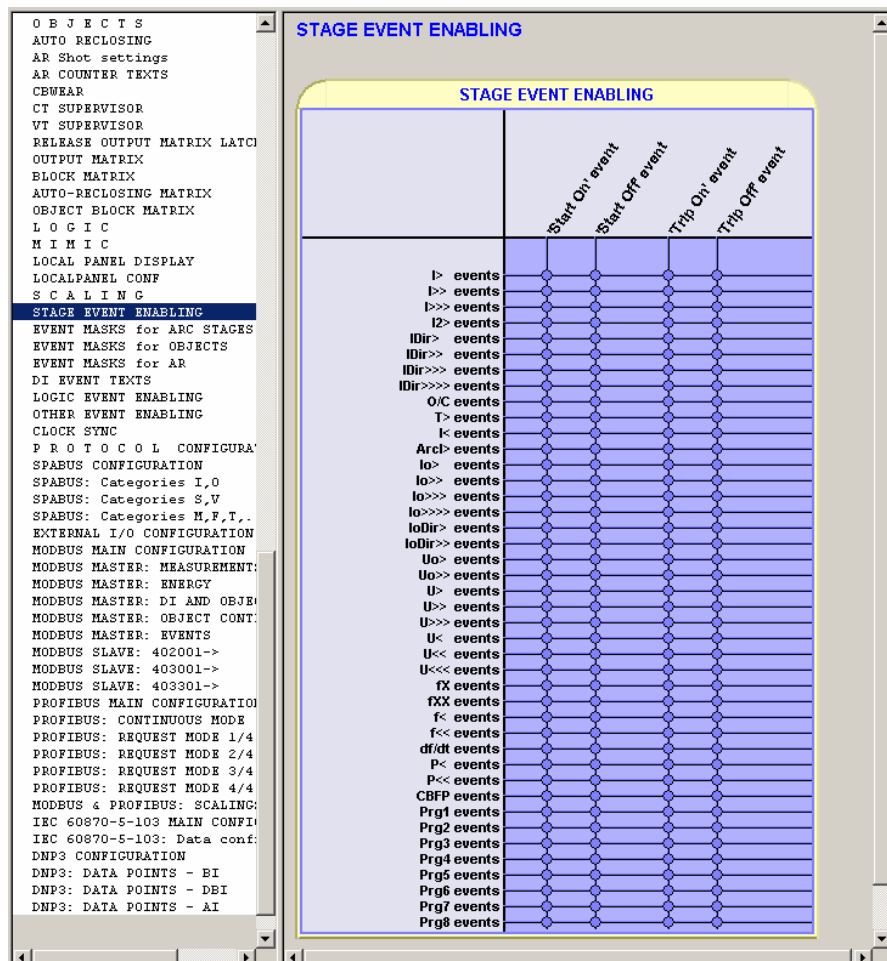 O B J E C T S
AUTO RECLOSING
AR Shot settings
AR COUNTER TEXTS
CBWEAR
CT SUPERVISOR
VT SUPERVISOR
RELEASE OUTPUT MATRIX LATC
OUTPUT MATRIX
BLOCK MATRIX
AUTO-RECLOSING MATRIX
OBJECT BLOCK MATRIX
L O G I C
M I M I C
LOCAL PANEL DISPLAY
LOCALPANEL CONF
S C A L I N G
STAGE EVENT ENABLING
EVENT MASKS for ARC STAGES
EVENT MASKS for OBJECTS
EVENT MASKS for AR
DI EVENT TEXTS
LOGIC EVENT ENABLING
OTHER EVENT ENABLING
CLOCK SYNC
P R O T O C O L CONFIGURA
SPABUS CONFIGURATION
SPABUS: Categories I,O
SPABUS: Categories S,V
SPABUS: Categories M,F,T,.
EXTERNAL I/O CONFIGURATION
MODBUS MAIN CONFIGURATION
MODBUS MASTER: MEASUREMENT
MODBUS MASTER: ENERGY
MODBUS MASTER: DI AND OBJE
MODBUS MASTER: OBJECT CONT
MODBUS MASTER: EVENTS
MODBUS SLAVE: 402001->
MODBUS SLAVE: 403001->
MODBUS SLAVE: 403301->
PROFIBUS MAIN CONFIGURATIO
PROFIBUS: CONTINUOUS MODE
PROFIBUS: REQUEST MODE 1/4
PROFIBUS: REQUEST MODE 2/4
PROFIBUS: REQUEST MODE 3/4
PROFIBUS: REQUEST MODE 4/4
MODBUS & PROFIBUS: SCALING
IEC 60870-5-103 MAIN CONFI
IEC 60870-5-103: Data conf
DNP3 CONFIGURATION
DNP3: DATA POINTS - BI
DNP3: DATA POINTS - DBI
DNP3: DATA POINTS - AI
STAGE EVENT ENABLING
STAGE EVENT ENABLING
'Start On' event
'Start Off' event
'Trip On' event
'Trip Off' event
I> events
I>> events
I>>> events
I2> events
IDir> events
IDir>> events
IDir>>> events
IDir>>>> events
O/C events
T> events
I< events
ArcI> events
Io> events
Io>> events
Io>>> events
Io>>>> events
IoDir> events
IoDir>> events
Uo> events
Uo>> events
U> events
U>> events
U>>> events
U< events
U<< events
U<<< events
fX events
fXX events
f< events
f<< events
df/dt events
P< events
P<< events
CBFP events
Prg1 events
Prg2 events
Prg3 events
Prg4 events
Prg5 events
Prg6 events
Prg7 events
Prg8 events